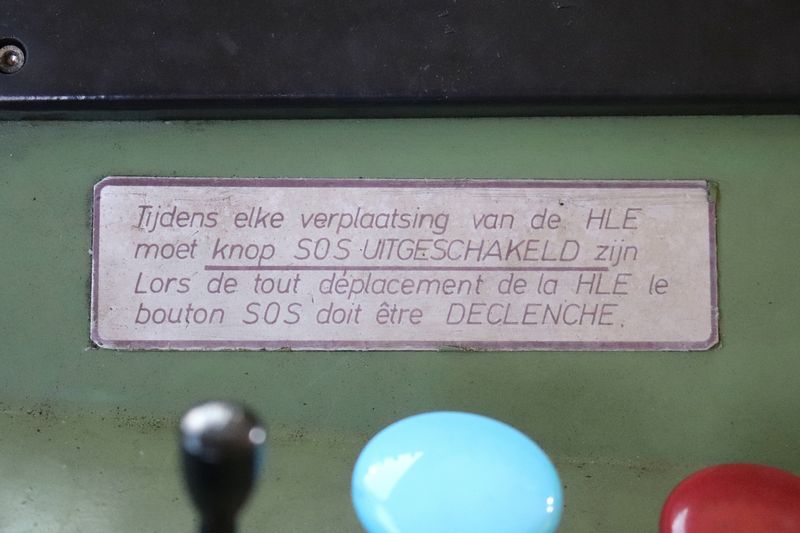 Tijdens elke verplaatsing van de HLE
moet knop SOS UITGESCHAKELD zijn
Lors de tout déplacement de la HLE le
bouton SOS doit être DECLENCHE.